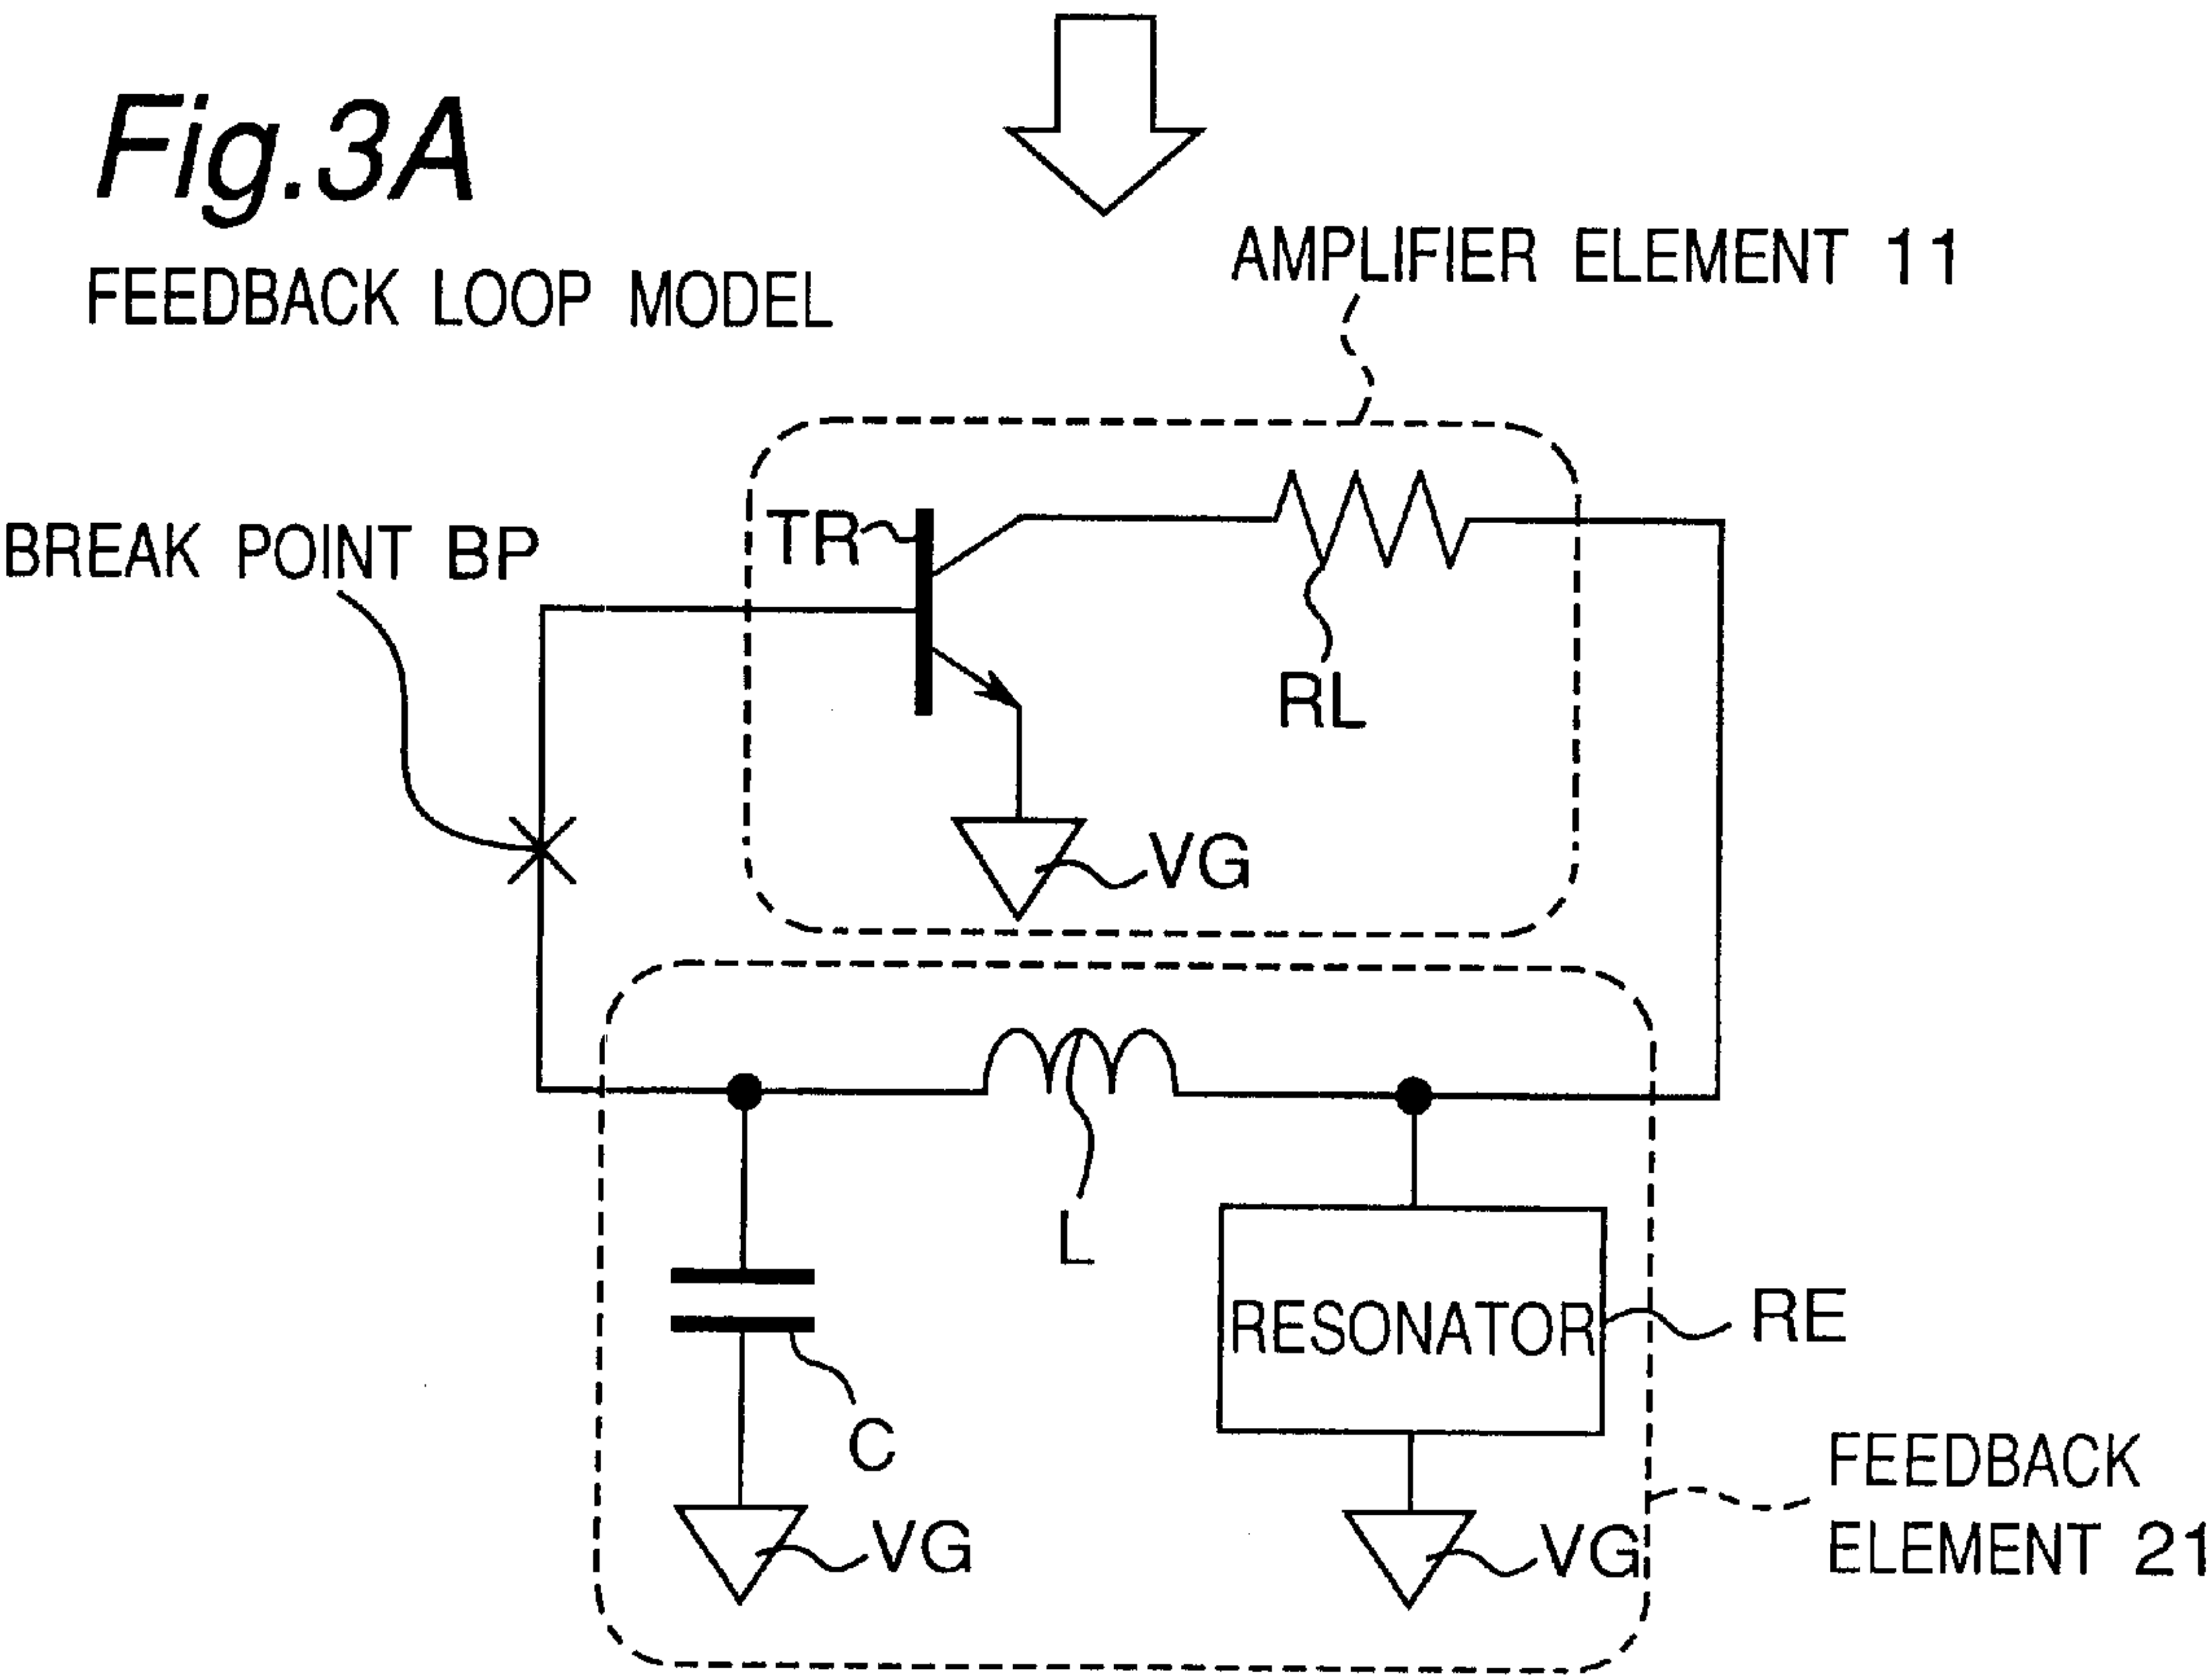 Fig.3A
FEEDBACK LOOP MODEL
AMPLIFIER ELEMENT 11
BREAK POINT BP
TR
RL
VG
L
RESONATOR
RE
C
VG
VG
FEEDBACK
ELEMENT 21